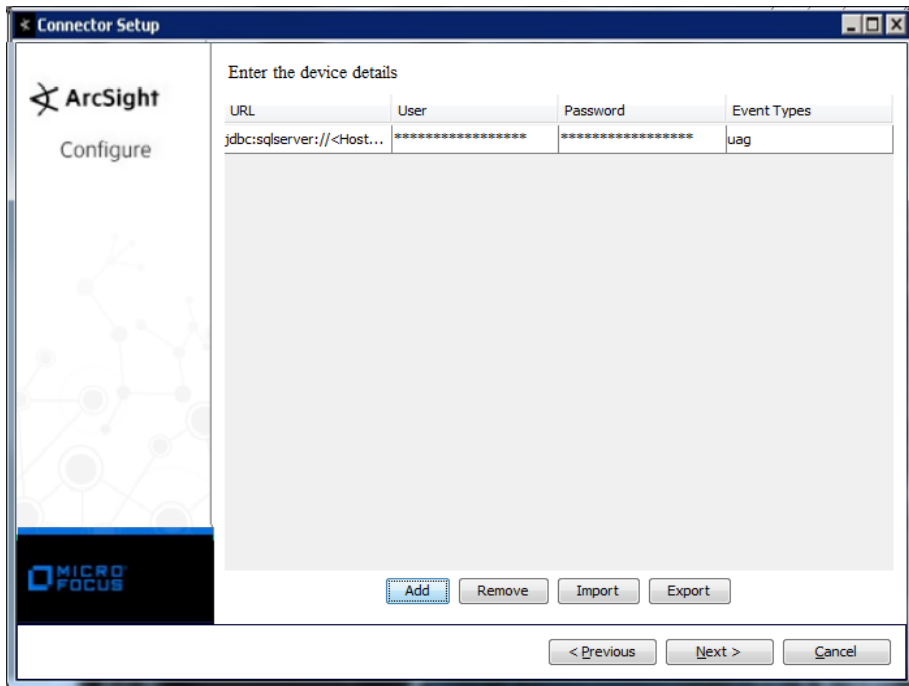 Connector Setup
ArcSight
Configure
Enter the device details
URL User Password Event Types
jdbc:sqlserver://<Host... ***************** ***************** uag
MICRO
FOCUS
Add Remove Import Export
< Previous Next > Cancel